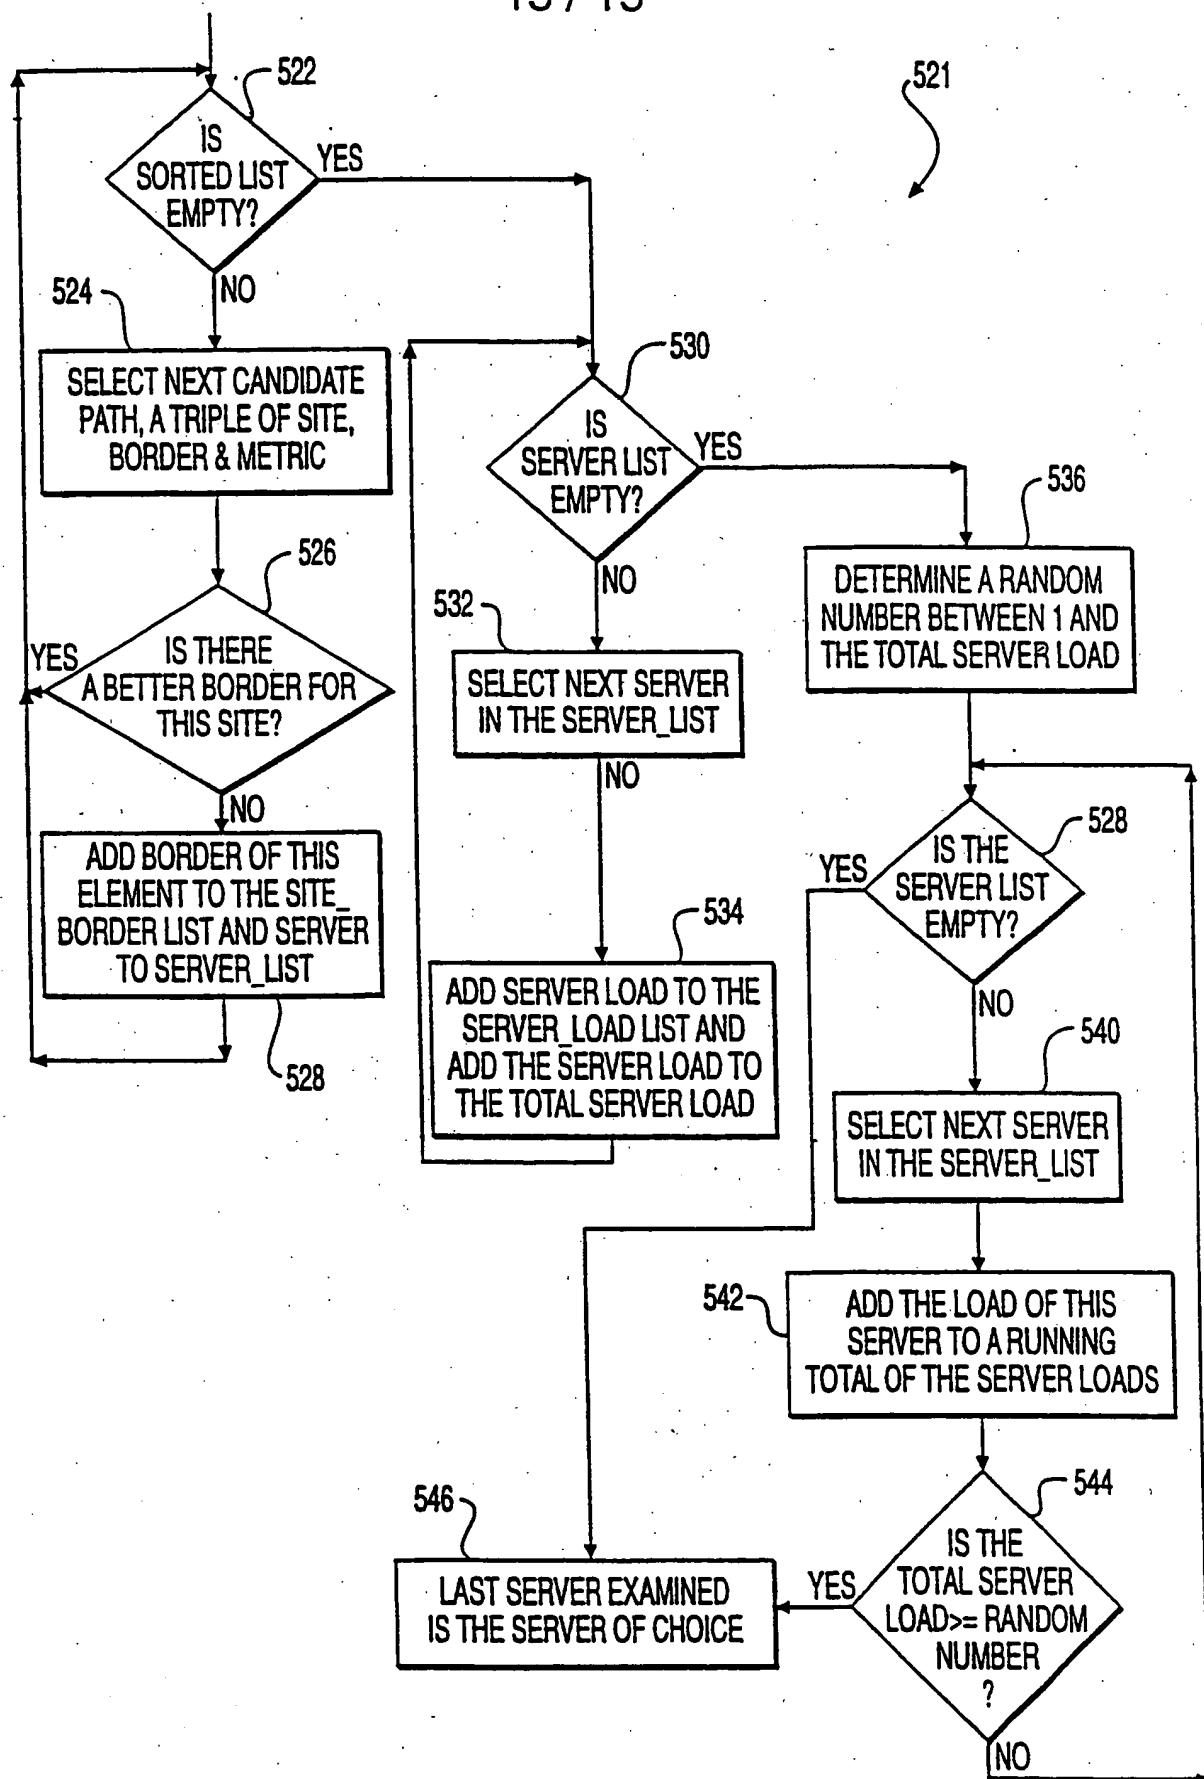 13 / 13
521
522
IS
SORTED LIST
EMPTY?
YES
NO
524
SELECT NEXT CANDIDATE
PATH, A TRIPLE OF SITE,
BORDER & METRIC
526
IS THERE
A BETTER BORDER FOR
THIS SITE?
YES
NO
ADD BORDER OF THIS
ELEMENT TO THE SITE_
BORDER LIST AND SERVER
TO SERVER_LIST
528
530
IS
SERVER LIST
EMPTY?
YES
NO
532
SELECT NEXT SERVER
IN THE SERVER_LIST
NO
534
ADD SERVER LOAD TO THE
SERVER_LOAD LIST AND
ADD THE SERVER LOAD TO
THE TOTAL SERVER LOAD
536
DETERMINE A RANDOM
NUMBER BETWEEN 1 AND
THE TOTAL SERVER LOAD
528
IS THE
SERVER LIST
EMPTY?
YES
NO
540
SELECT NEXT SERVER
IN THE SERVER_LIST
542
ADD THE LOAD OF THIS
SERVER TO A RUNNING
TOTAL OF THE SERVER LOADS
544
IS THE
TOTAL SERVER
LOAD>= RANDOM
NUMBER
?
YES
NO
546
LAST SERVER EXAMINED
IS THE SERVER OF CHOICE